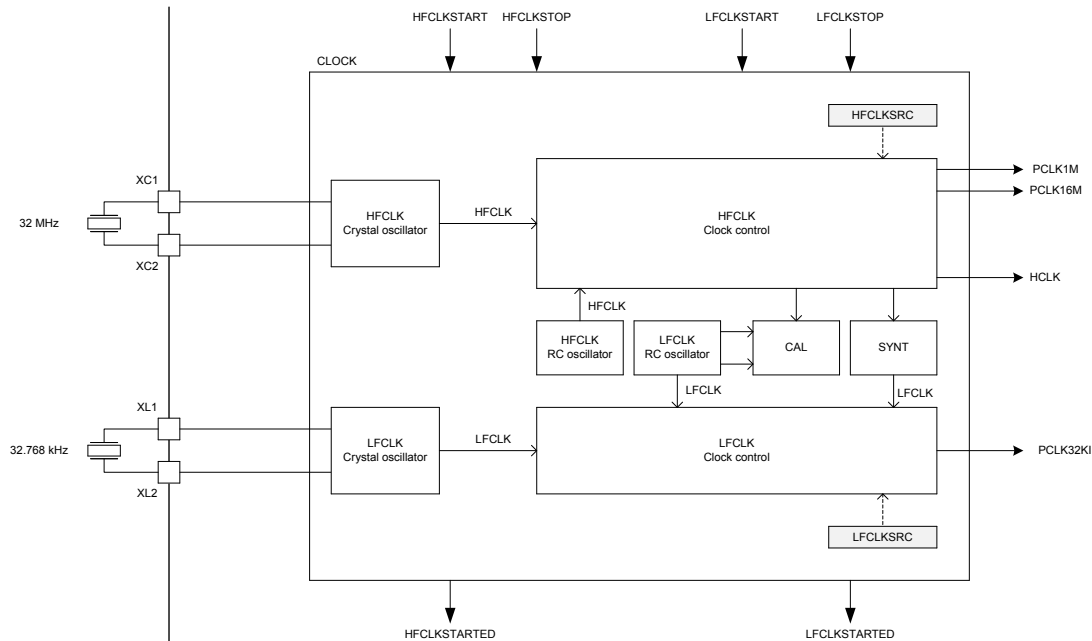 HFCLKSTART
HFCLKSTOP
LFCLKSTART
LFCLKSTOP
CLOCK
HFCLKSRC
XC1
PCLK1M
PCLK16M
32 MHz
HFCLK
Crystal oscillator
HFCLK
HFCLK
Clock control
XC2
HCLK
HFCLK
HFCLK
RC oscillator
LFCLK
RC oscillator
CAL
SYNT
LFCLK
LFCLK
XL1
32.768 kHz
LFCLK
Crystal oscillator
LFCLK
LFCLK
Clock control
PCLK32KI
XL2
LFCLKSRC
HFCLKSTARTED
LFCLKSTARTED